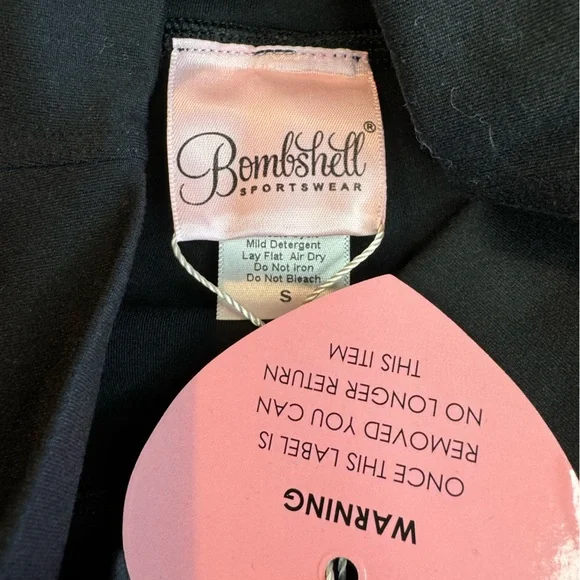 Bombshell®
SPORTSWEAR
Mild Detergent
Lay Flat Air Dry
Do Not Iron
Do Not Bleach
S
WARNING
ONCE THIS LABEL IS
REMOVED YOU CAN
NO LONGER RETURN
THIS ITEM